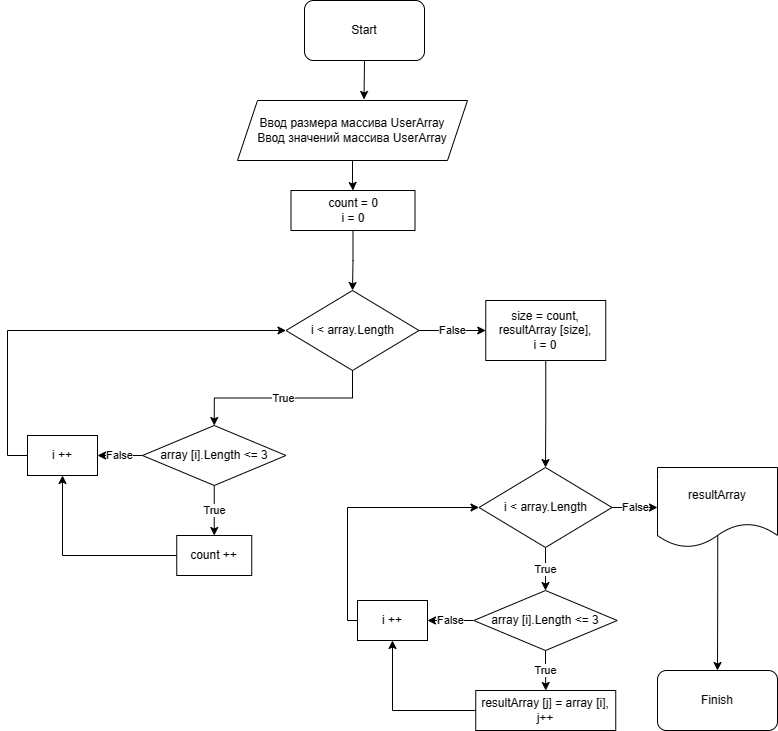 Start
Ввод размера массива UserArray
Ввод значений массива UserArray
count = 0
i = 0
i < array.Length
False
size = count,
resultArray [size],
i = 0
True
i ++
False
array [i].Length <= 3
True
count ++
i < array.Length
False
resultArray
True
i ++
False
array [i].Length <= 3
True
resultArray [j] = array [i],
j++
Finish